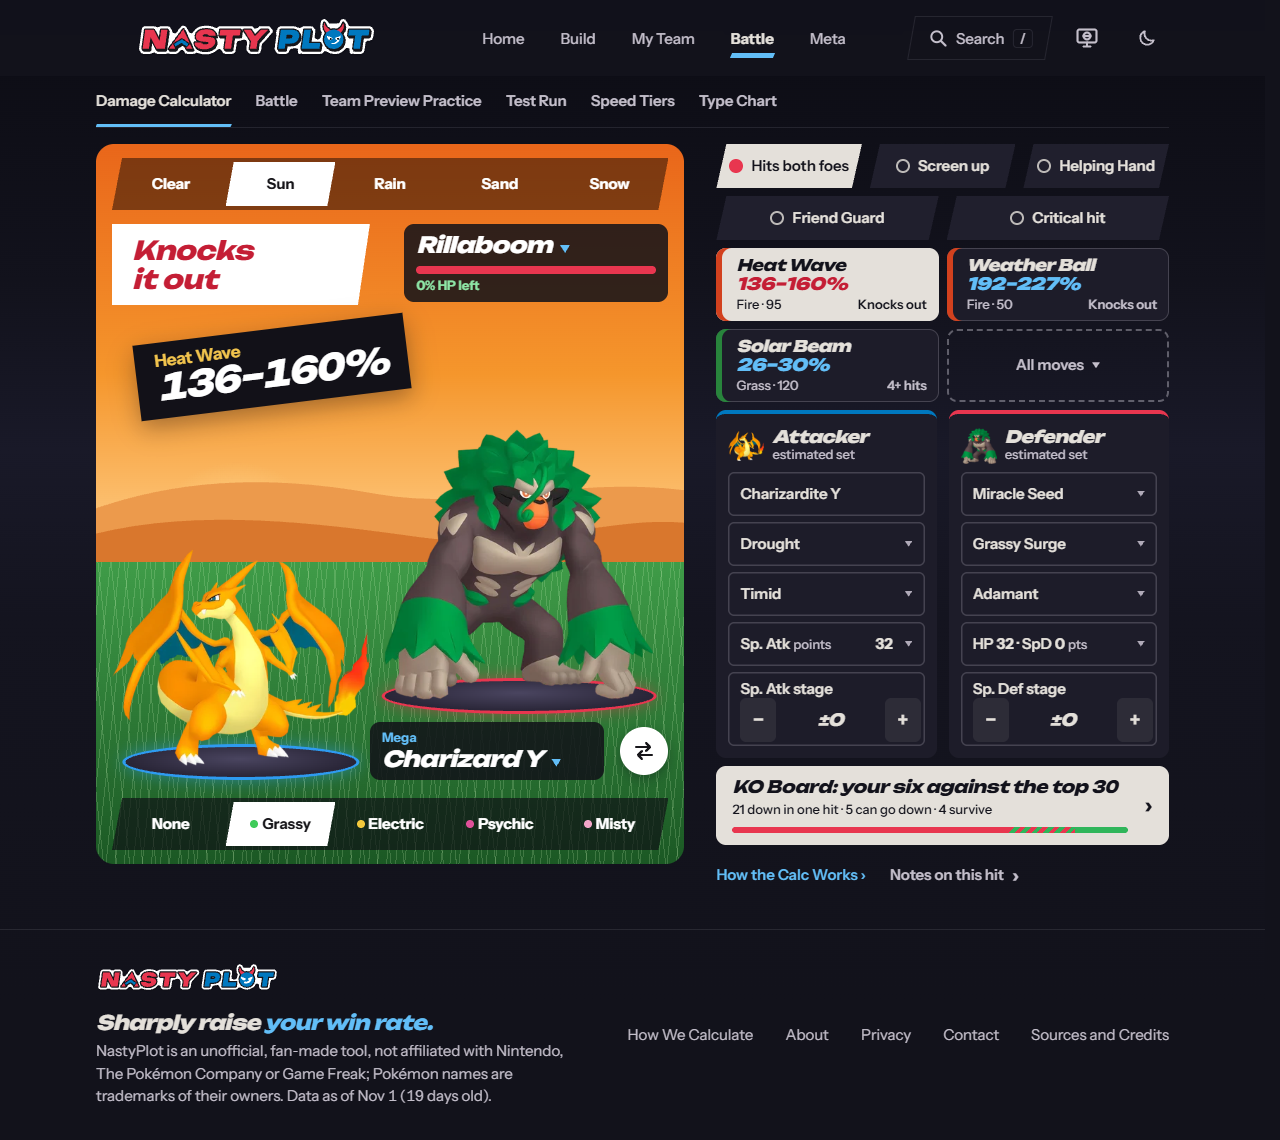 NASTY PLOT
Home
Build
My Team
Battle
Meta
Search /
Damage Calculator
Battle
Team Preview Practice
Test Run
Speed Tiers
Type Chart
Clear
Sun
Rain
Sand
Snow
Knocks
it out
Rillaboom
0% HP left
Heat Wave
136–160%
Mega
Charizard Y
None
Grassy
Electric
Psychic
Misty
Hits both foes
Screen up
Helping Hand
Friend Guard
Critical hit
Heat Wave
136–160%
Fire · 95
Knocks out
Weather Ball
192–227%
Fire · 50
Knocks out
Solar Beam
26–30%
Grass · 120
4+ hits
All moves
Attacker
estimated set
Charizardite Y
Drought
Timid
Sp. Atk points 32
Sp. Atk stage
− ±0 +
Defender
estimated set
Miracle Seed
Grassy Surge
Adamant
HP 32 · SpD 0 pts
Sp. Def stage
− ±0 +
KO Board: your six against the top 30
21 down in one hit · 5 can go down · 4 survive
How the Calc Works ›
Notes on this hit ›
NASTY PLOT
Sharply raise your win rate.
NastyPlot is an unofficial, fan-made tool, not affiliated with Nintendo,
The Pokémon Company or Game Freak; Pokémon names are
trademarks of their owners. Data as of Nov 1 (19 days old).
How We Calculate
About
Privacy
Contact
Sources and Credits